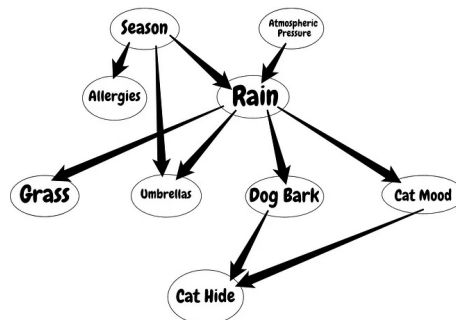 Season
Atmospheric
Pressure
Allergies
Rain
Grass
Umbrellas
Dog Bark
Cat Mood
Cat Hide